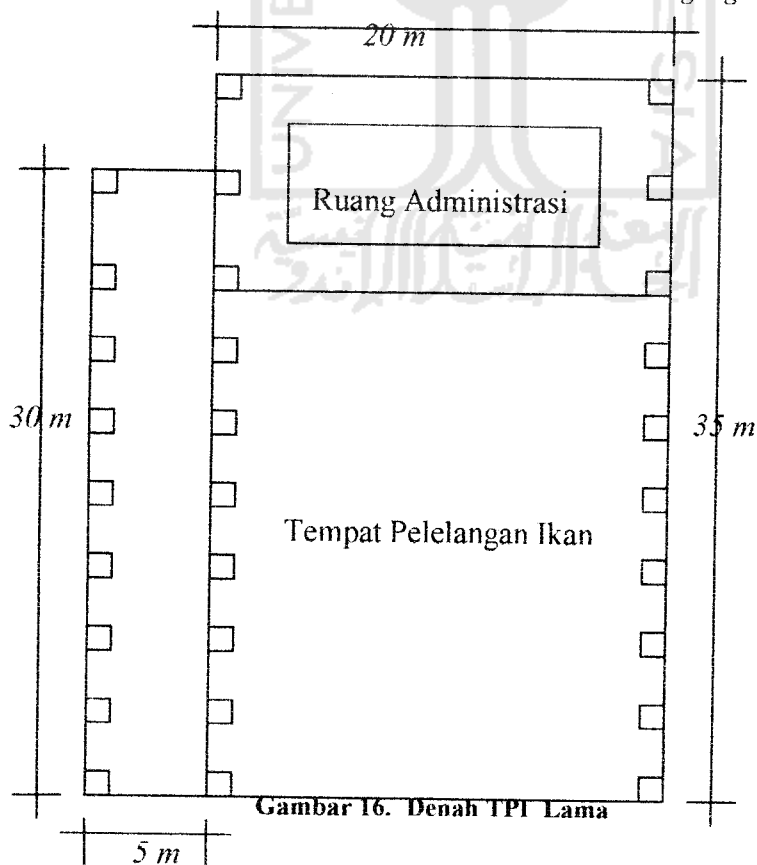 20 m
Ruang Administrasi
30 m
35 m
Tempat Pelelangan Ikan
Gambar 16. Denah TPI Lama
5 m